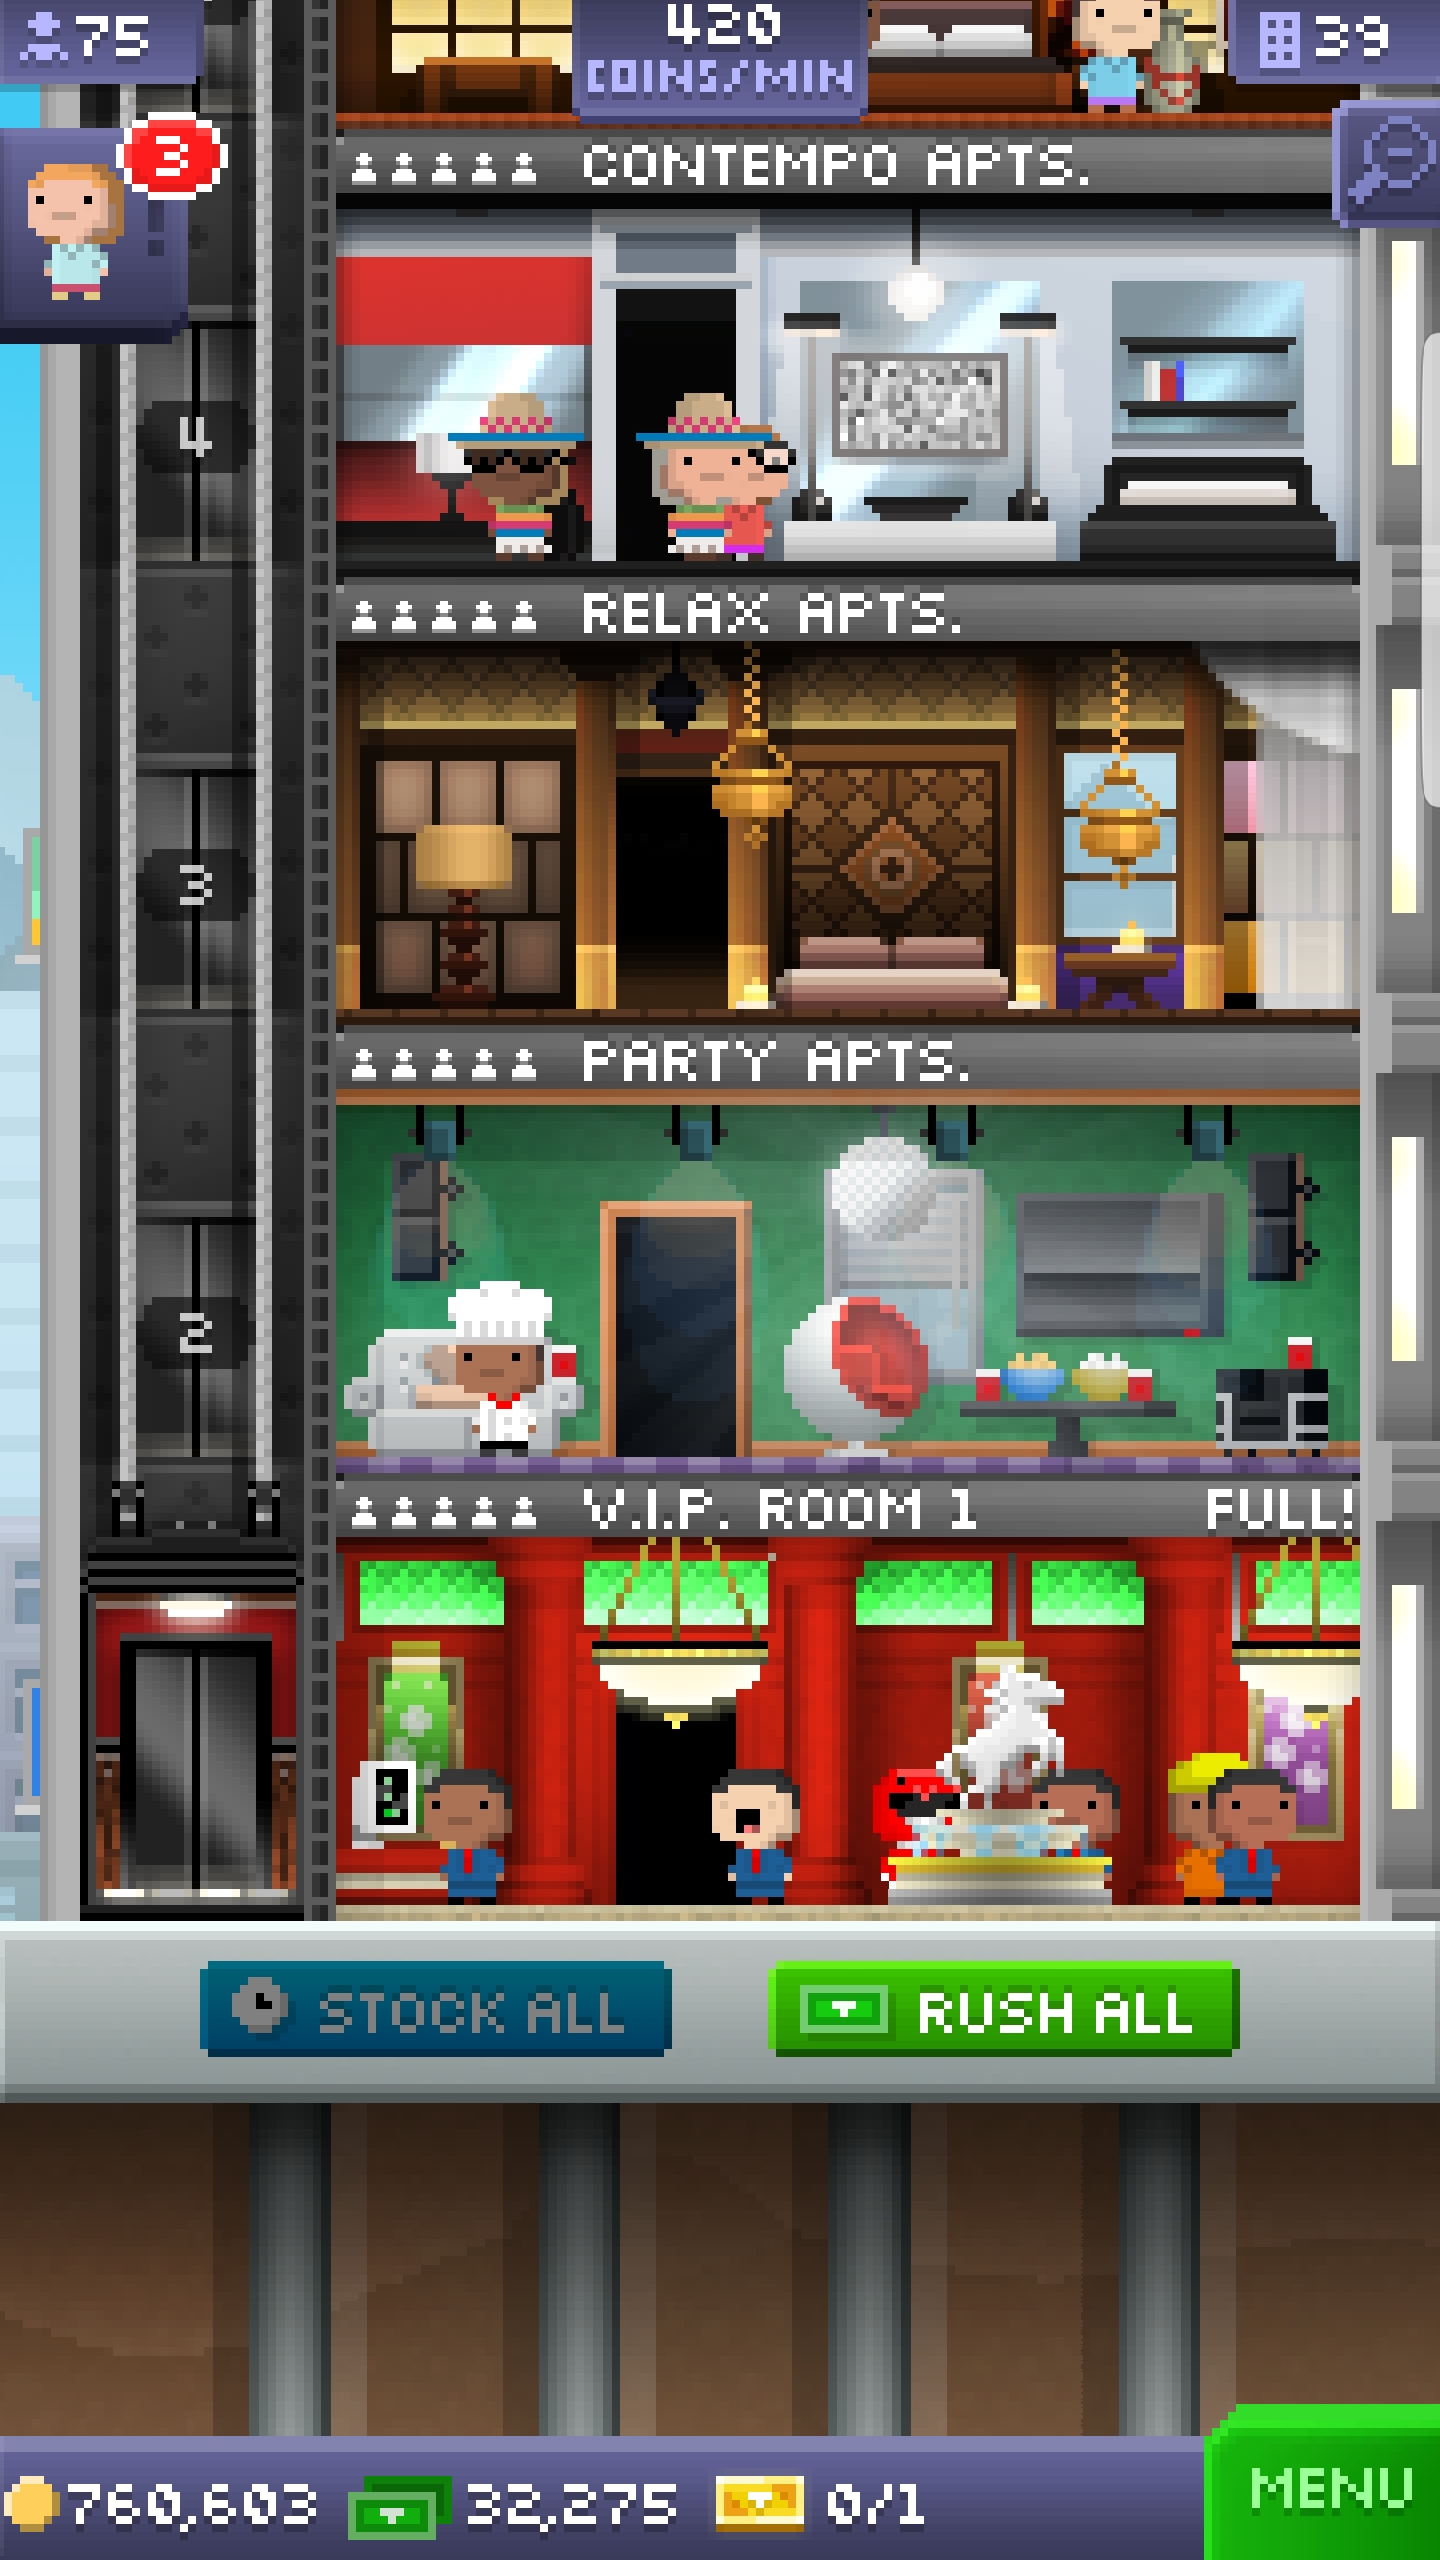 75
420
COINS/MIN
39
3
CONTEMPO APTS.
4
RELAX APTS.
3
PARTY APTS.
2
V.I.P. ROOM 1 FULL!
STOCK ALL
RUSH ALL
760,603
32,275
0/1
MENU